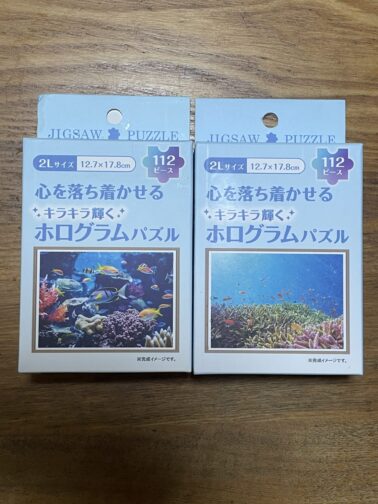 JIGSAW PUZZLE
2Lサイズ 12.7×17.8cm
112
ピース
心を落ち着かせる
キラキラ輝く
ホログラムパズル
※完成イメージです。
JIGSAW PUZZLE
2Lサイズ 12.7×17.8cm
112
ピース
心を落ち着かせる
キラキラ輝く
ホログラムパズル
※完成イメージです。